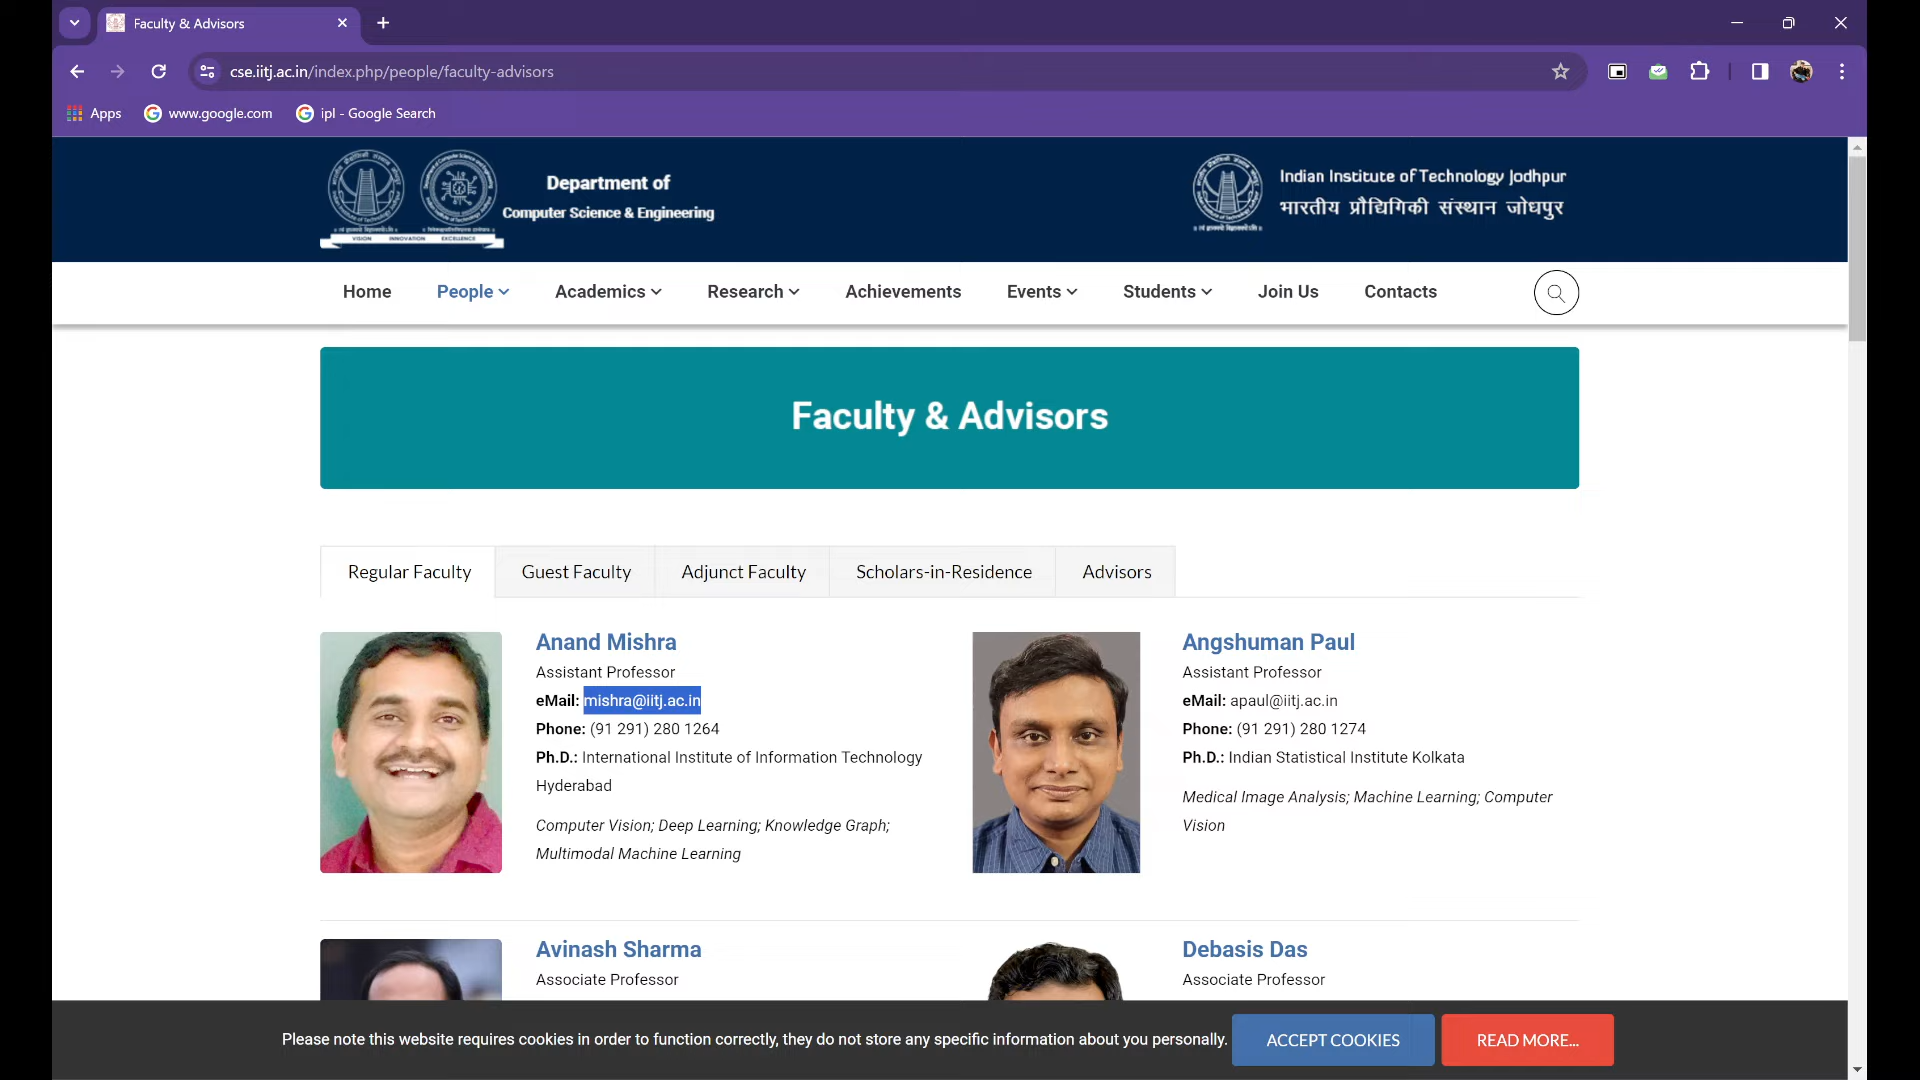 Faculty & Advisors
cse.iitj.ac.in/index.php/people/faculty-advisors
Apps www.google.com ipl - Google Search
Department of
Computer Science & Engineering
VISION INNOVATION EXCELLENCE
Indian Institute of Technology Jodhpur
भारतीय प्रौद्योगिकी संस्थान जोधपुर
Home People Academics Research Achievements Events Students Join Us Contacts
Faculty & Advisors
Regular Faculty Guest Faculty Adjunct Faculty Scholars-in-Residence Advisors
Anand Mishra
Assistant Professor
eMail: mishra@iitj.ac.in
Phone: (91 291) 280 1264
Ph.D.: International Institute of Information Technology
Hyderabad
Computer Vision; Deep Learning; Knowledge Graph;
Multimodal Machine Learning
Angshuman Paul
Assistant Professor
eMail: apaul@iitj.ac.in
Phone: (91 291) 280 1274
Ph.D.: Indian Statistical Institute Kolkata
Medical Image Analysis; Machine Learning; Computer
Vision
Avinash Sharma
Associate Professor
Debasis Das
Associate Professor
Please note this website requires cookies in order to function correctly, they do not store any specific information about you personally.
ACCEPT COOKIES READ MORE...